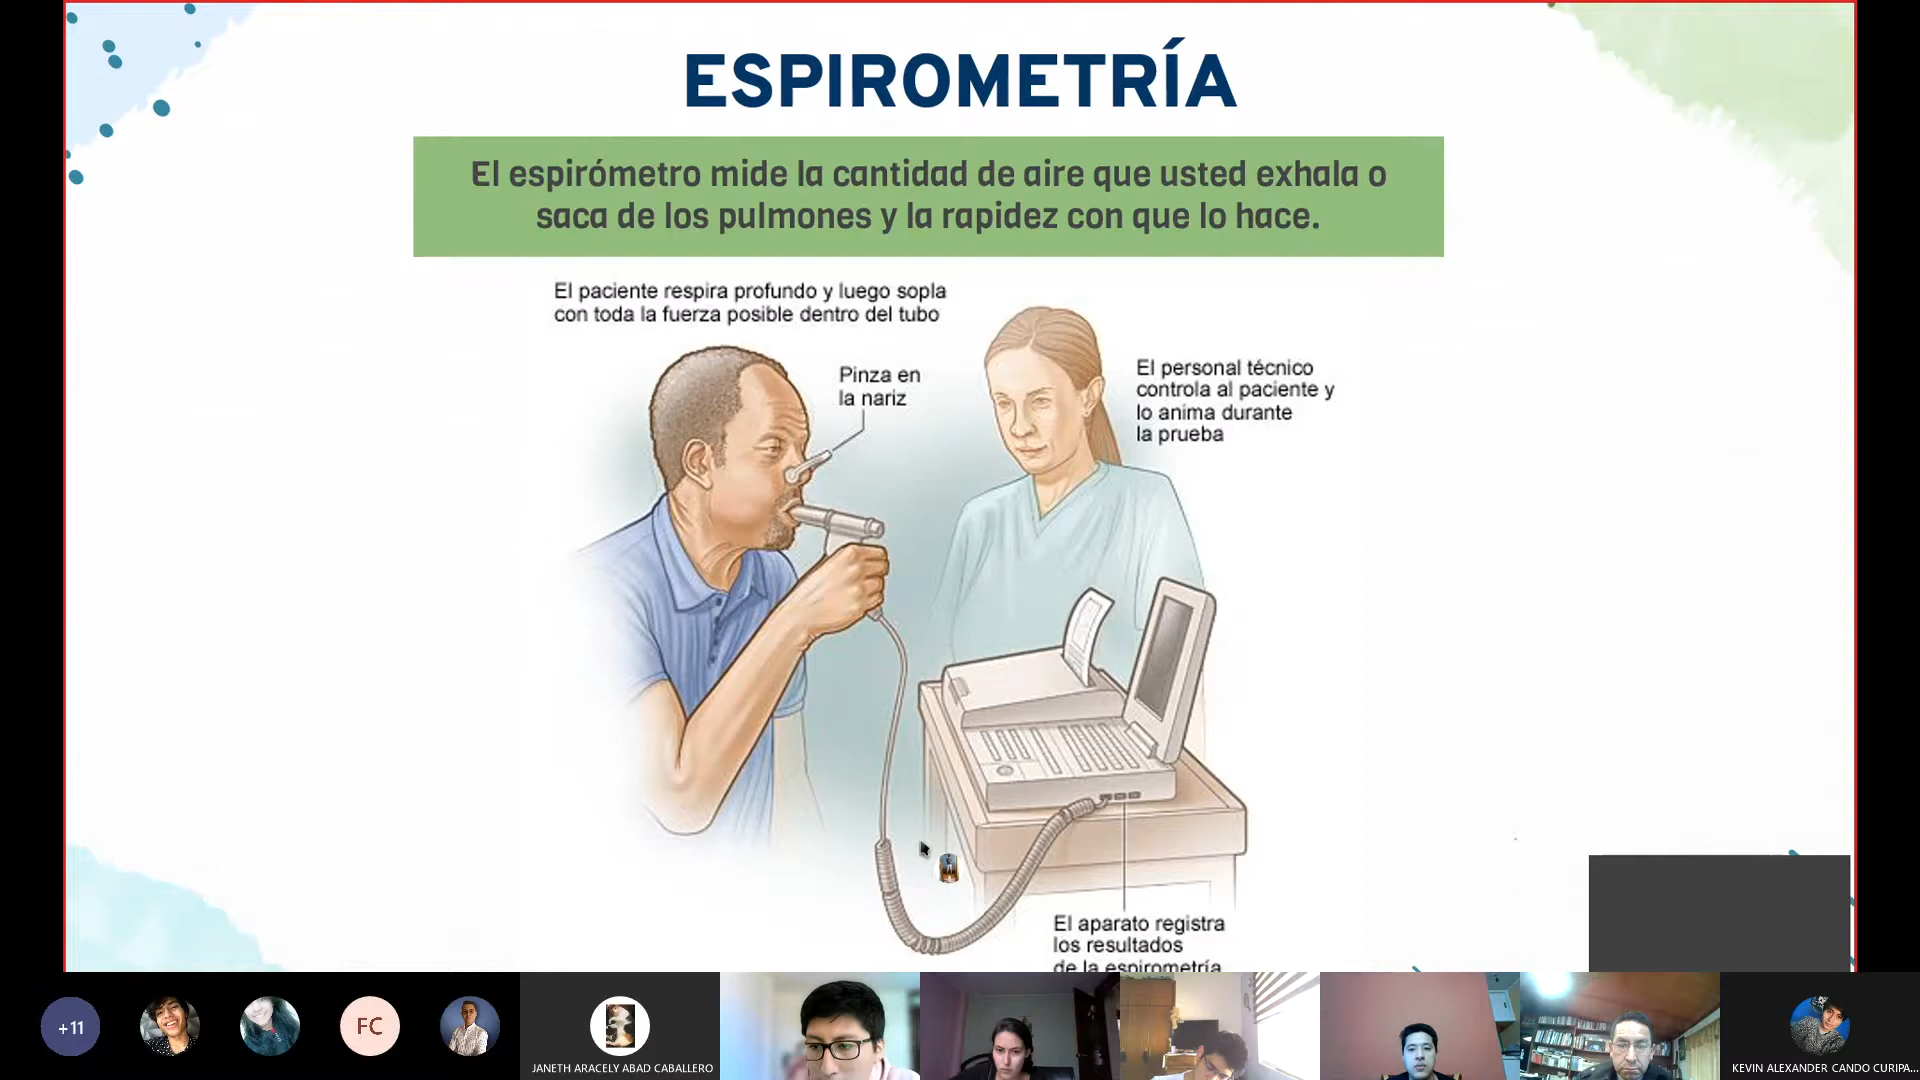 ESPIROMETRÍA
El espirómetro mide la cantidad de aire que usted exhala o
saca de los pulmones y la rapidez con que lo hace.
El paciente respira profundo y luego sopla
con toda la fuerza posible dentro del tubo
Pinza en
la nariz
El personal técnico
controla al paciente y
lo anima durante
la prueba
El aparato registra
los resultados
de la espirometría
+11
FC
JANETH ARACELY ABAD CABALLERO
KEVIN ALEXANDER CANDO CURIPA...